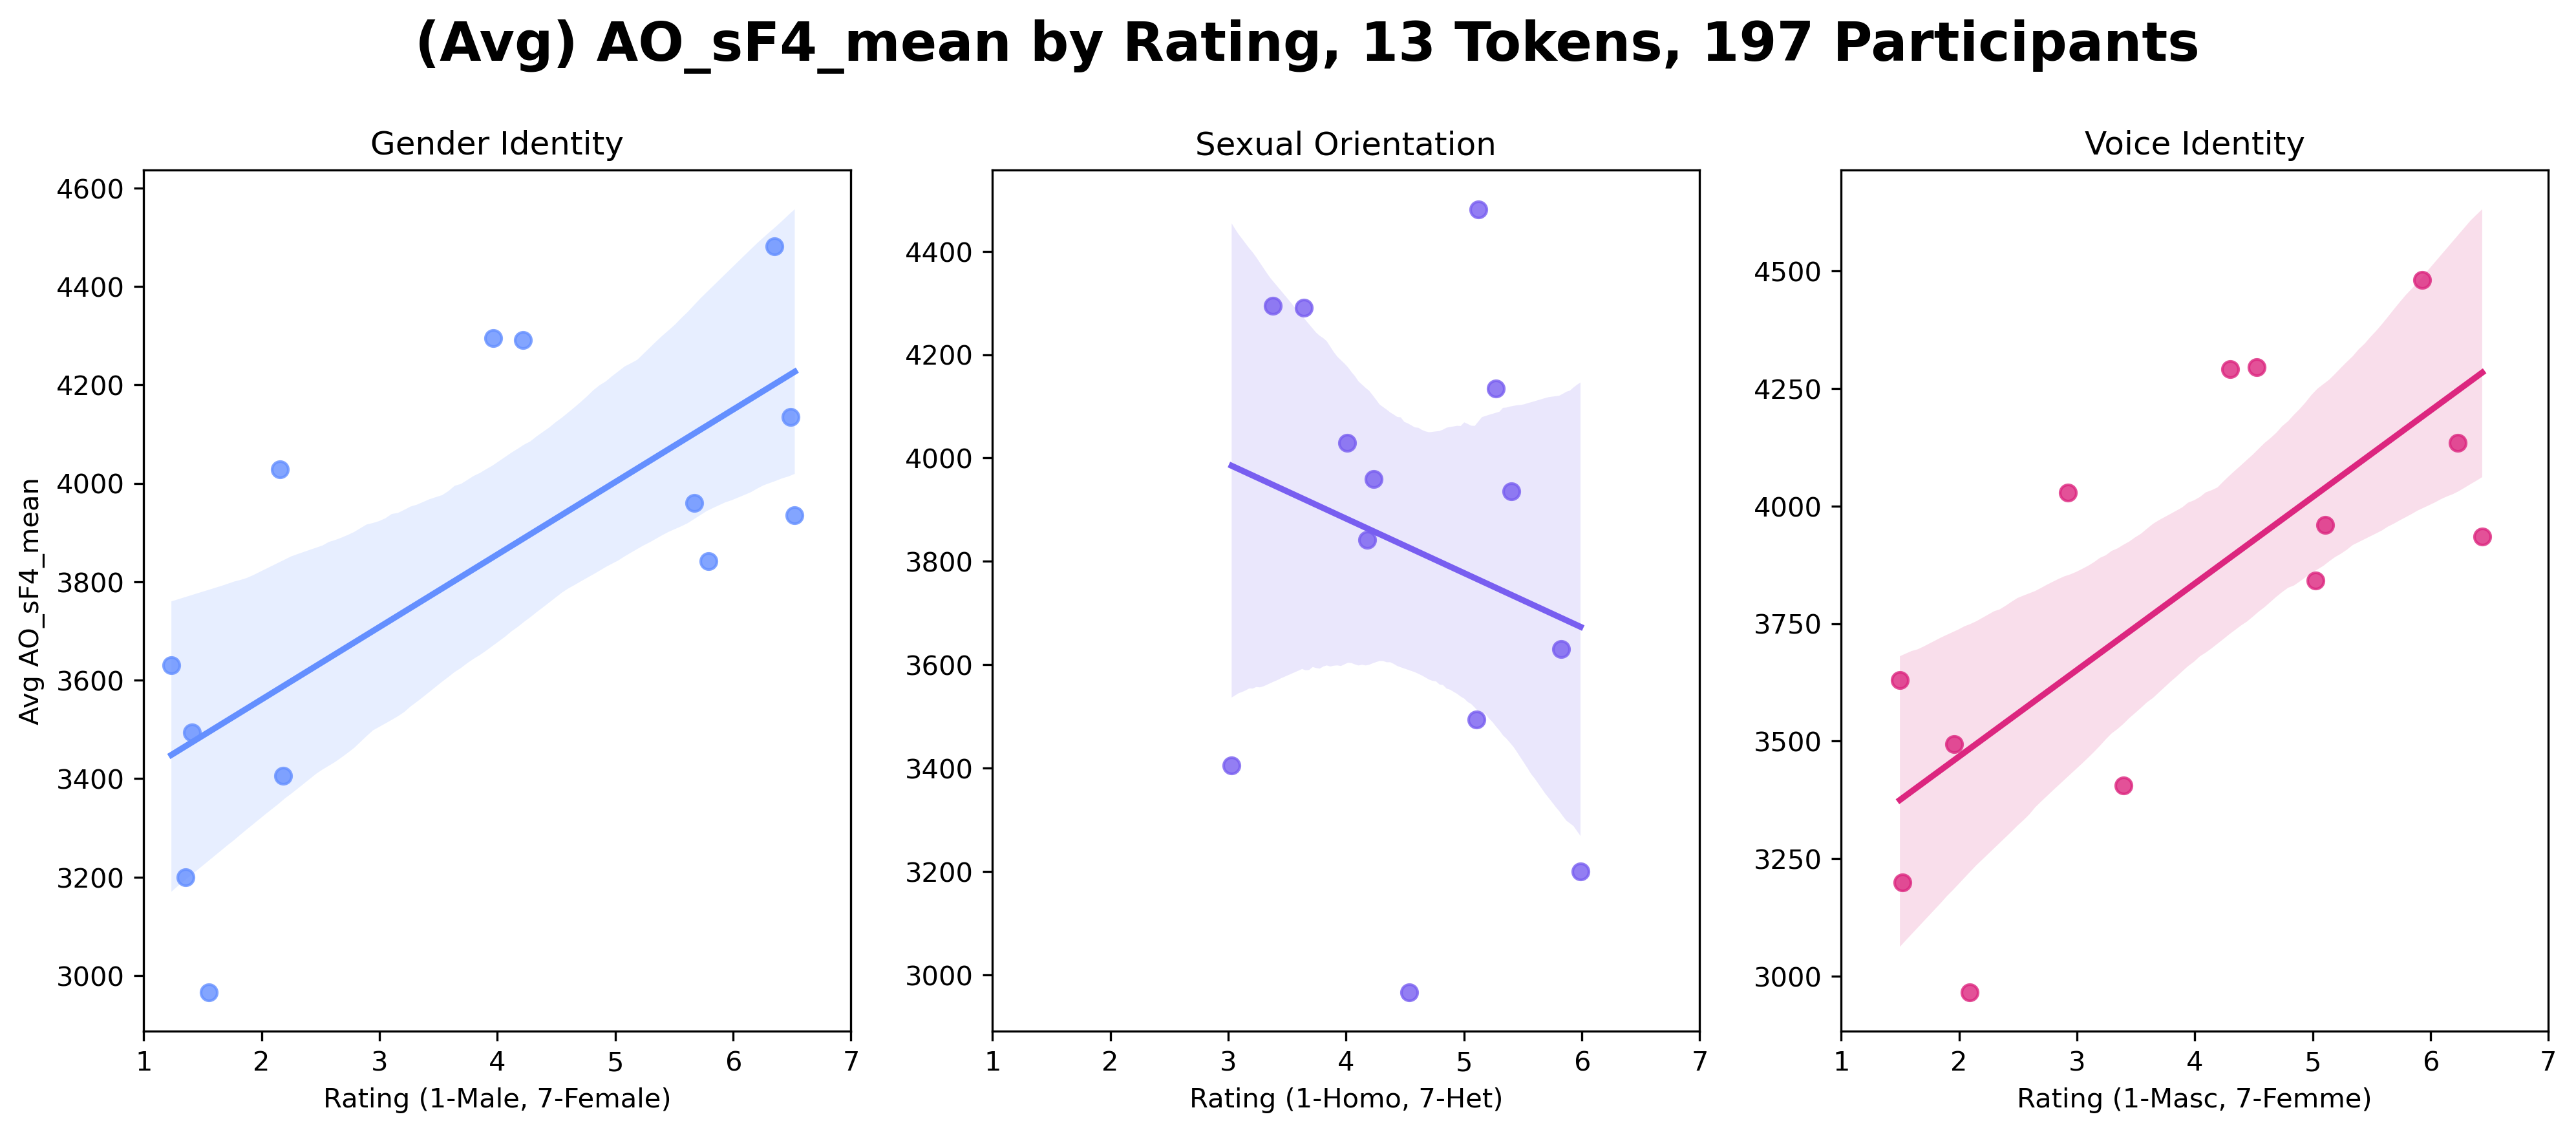 (Avg) AO_sF4_mean by Rating, 13 Tokens, 197 Participants
Gender Identity
4600
4400
4200
4000
3800
3600
3400
3200
3000
Avg AO_sF4_mean
1 2 3 4 5 6 7
Rating (1-Male, 7-Female)
Sexual Orientation
4400
4200
4000
3800
3600
3400
3200
3000
1 2 3 4 5 6 7
Rating (1-Homo, 7-Het)
Voice Identity
4500
4250
4000
3750
3500
3250
3000
1 2 3 4 5 6 7
Rating (1-Masc, 7-Femme)